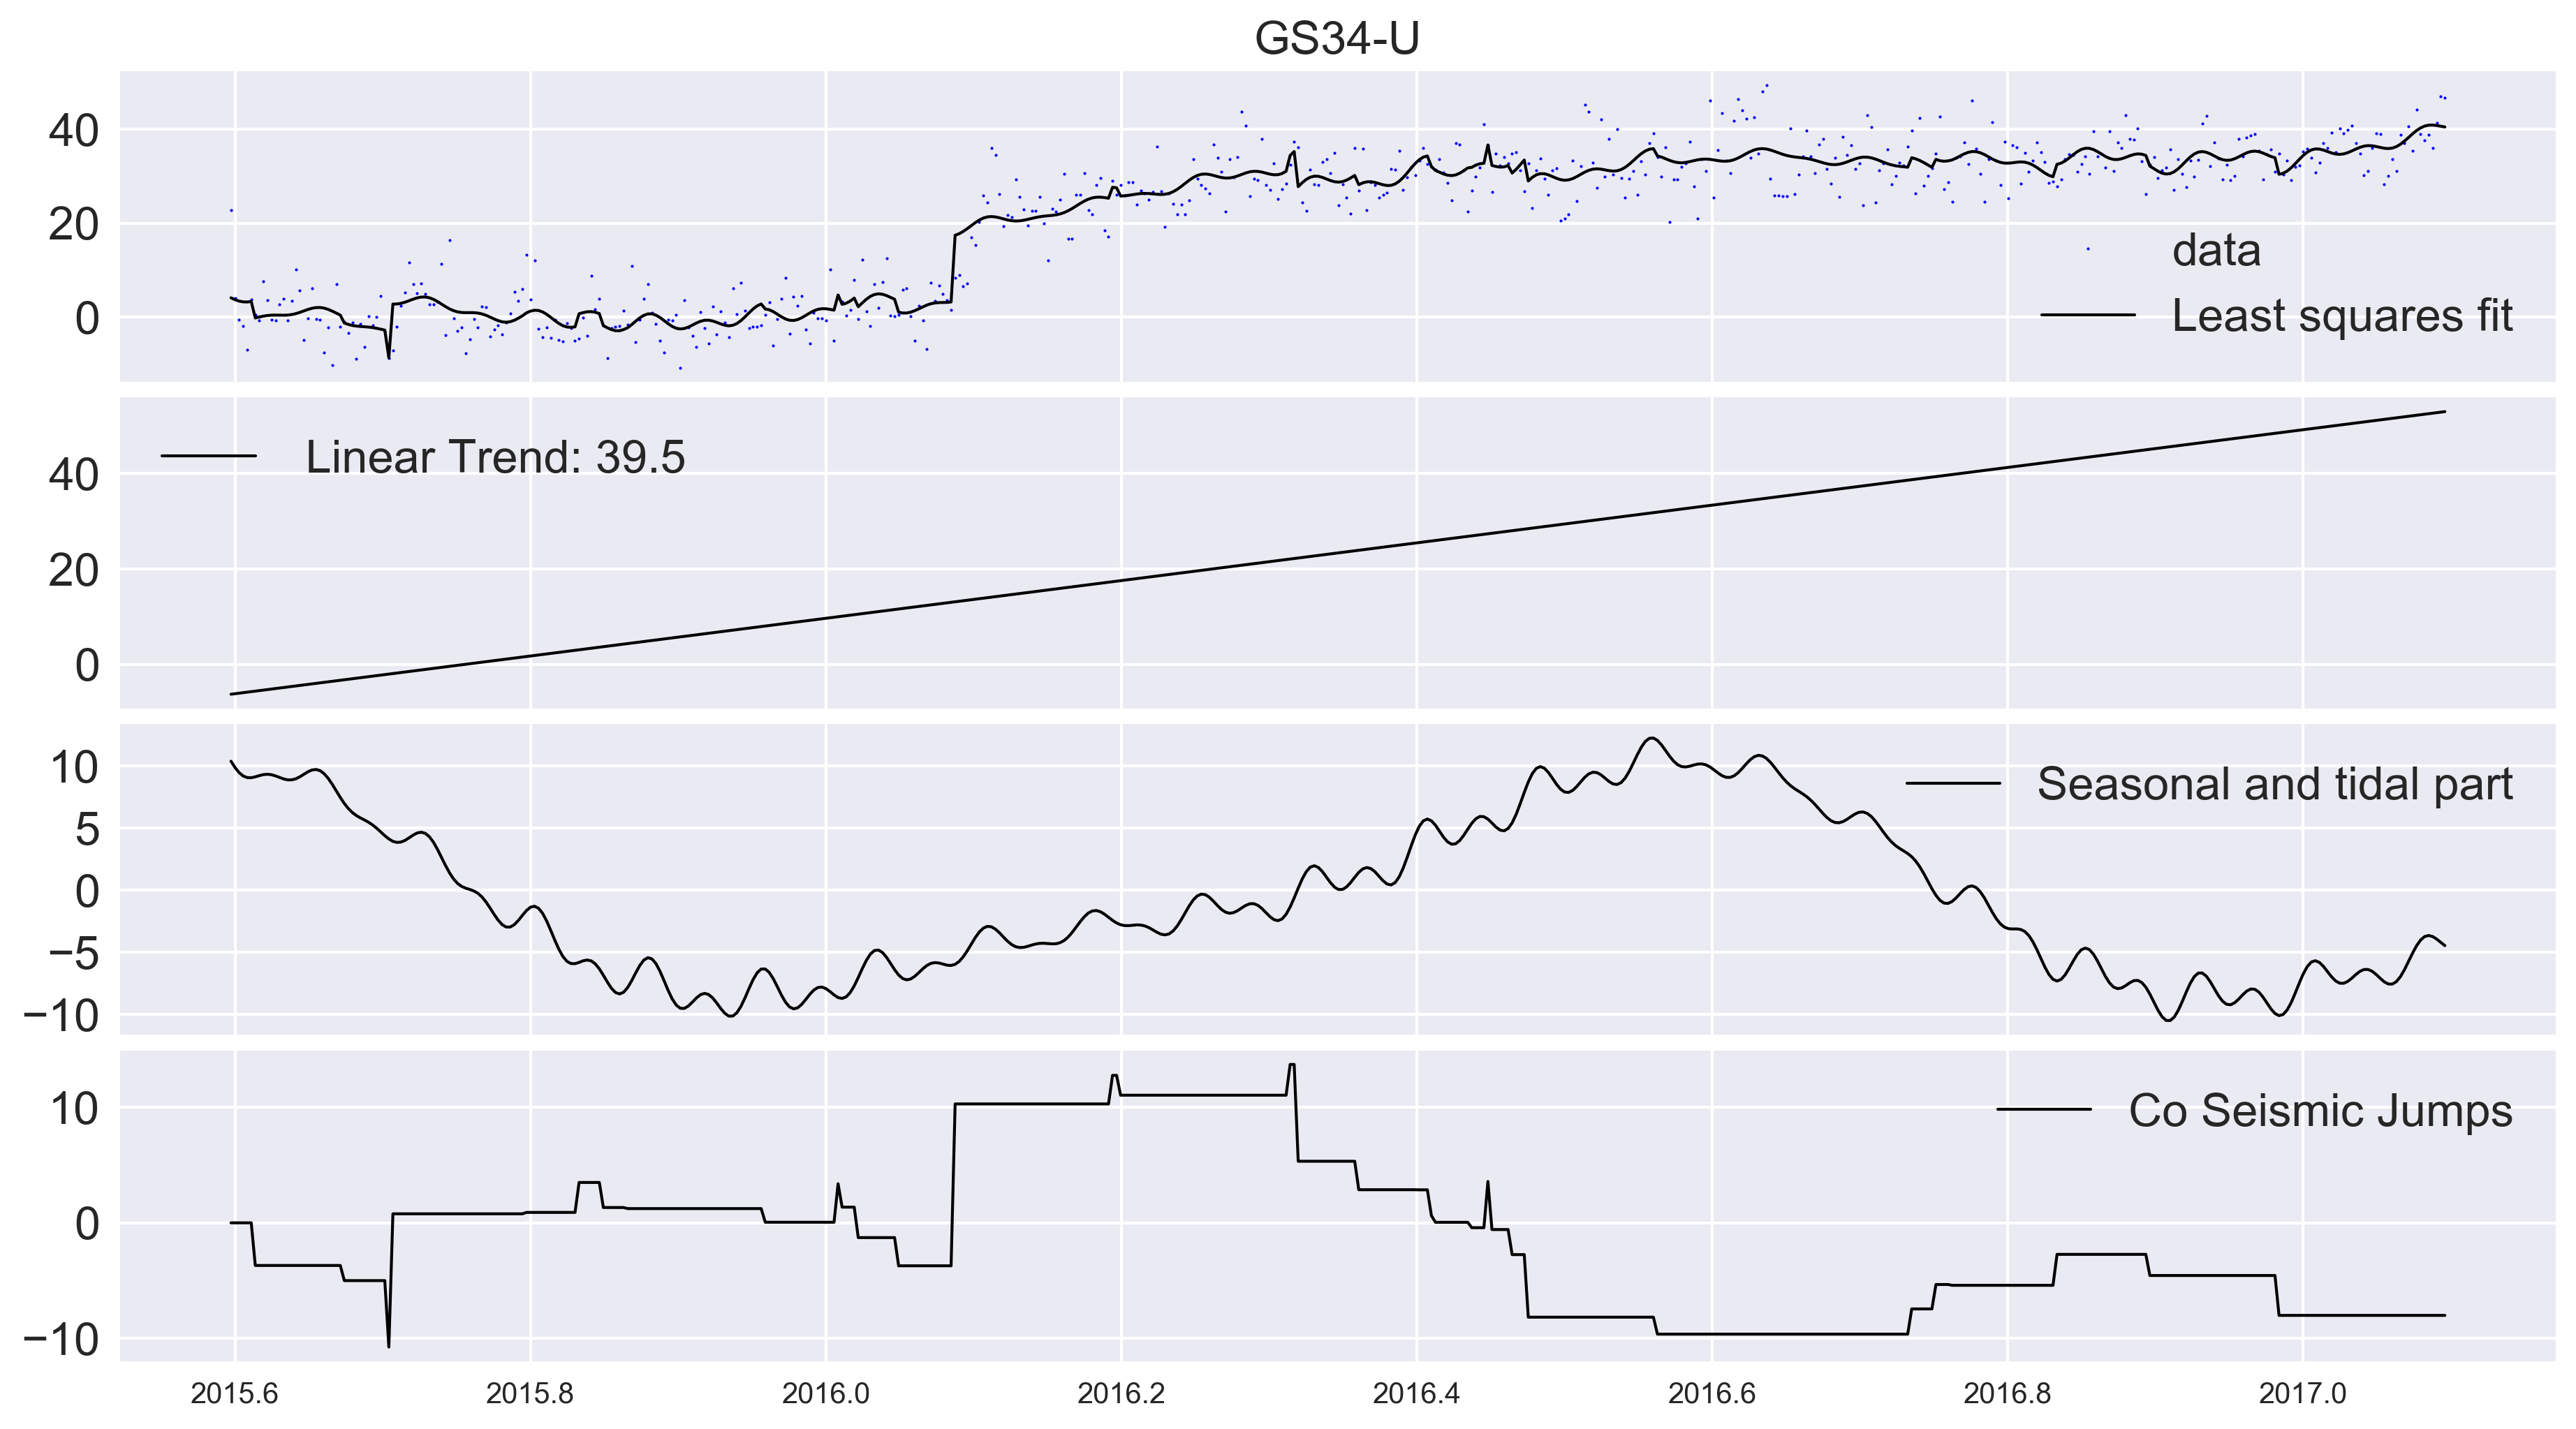 GS34-U
40
20
0
data
Least squares fit
40
20
0
Linear Trend: 39.5
10
5
0
−5
−10
Seasonal and tidal part
10
0
−10
Co Seismic Jumps
2015.6 2015.8 2016.0 2016.2 2016.4 2016.6 2016.8 2017.0